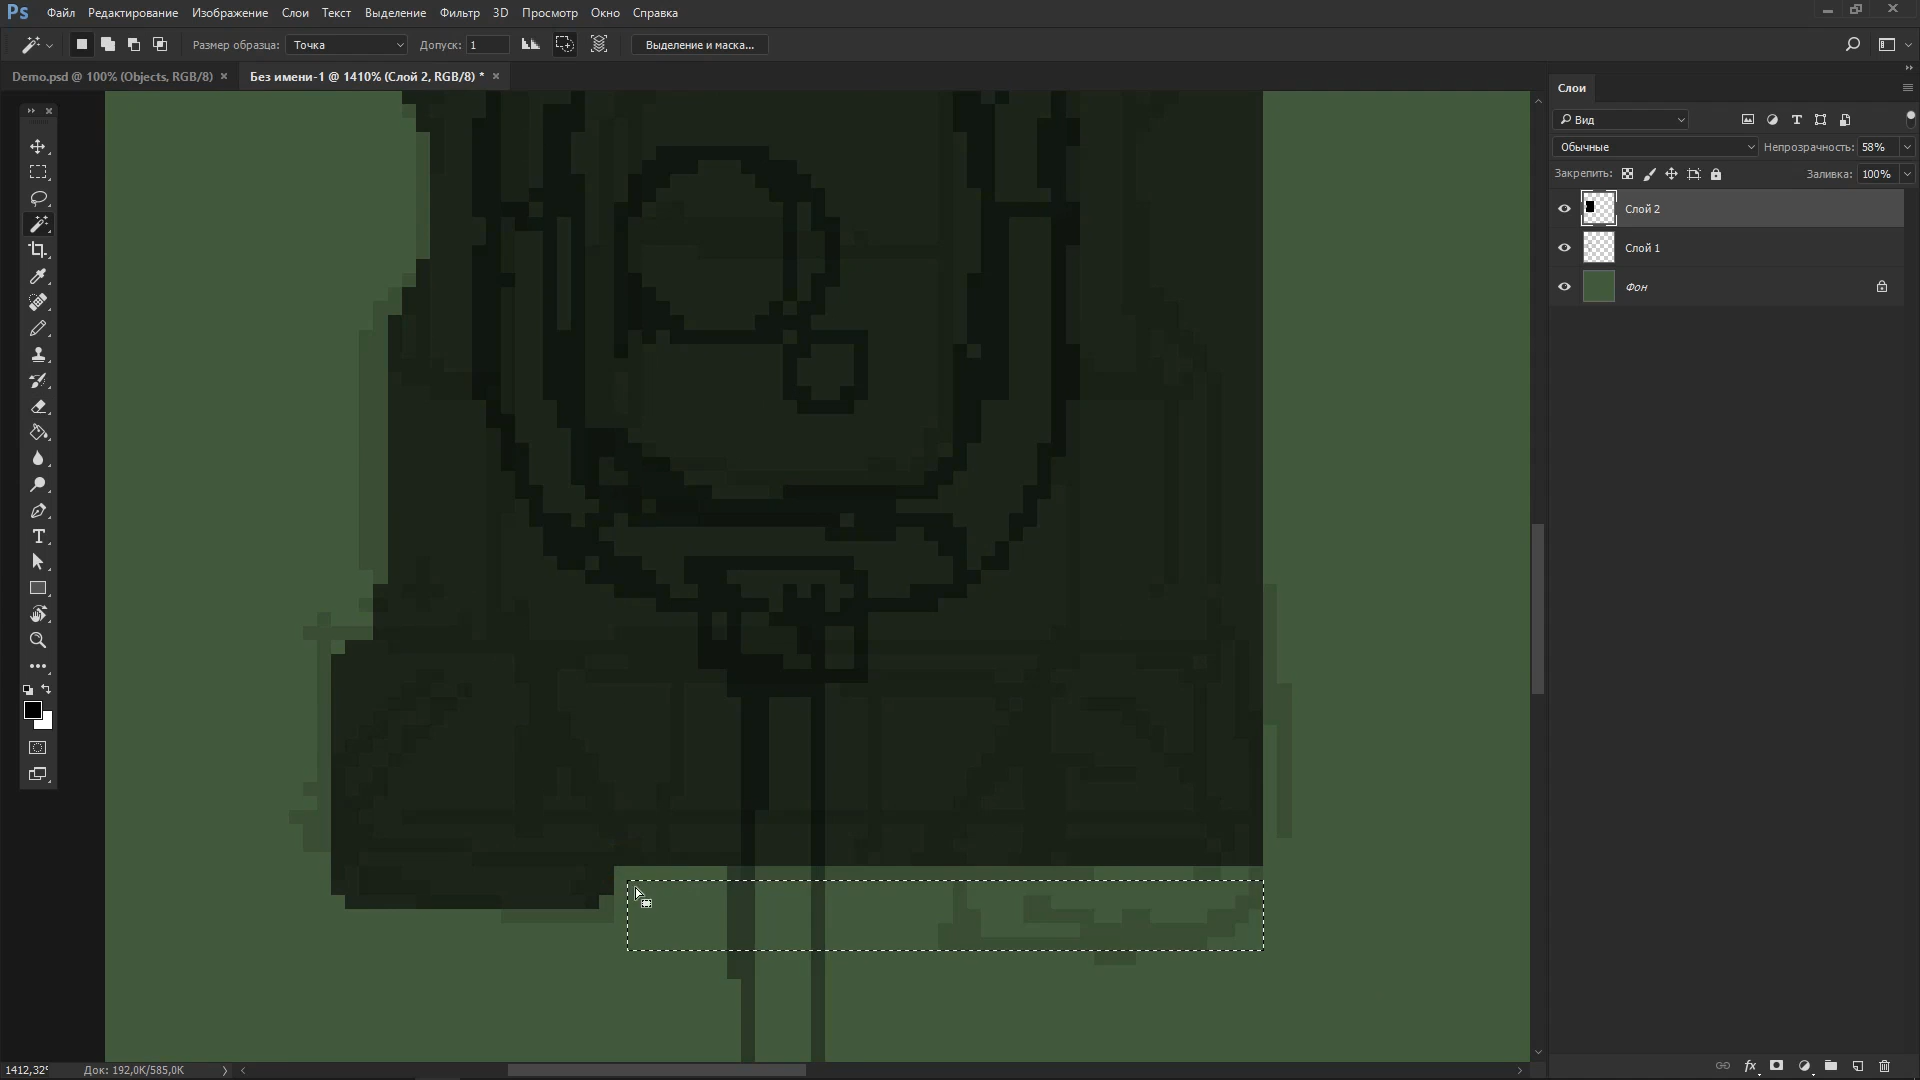 Ps Файл Редактирование Изображение Слои Текст Выделение Фильтр 3D Просмотр Окно Справка
Размер образца: Точка Допуск: 1 Выделение и маска...
Demo.psd @ 100% (Objects, RGB/8) × Без имени-1 @ 1410% (Слой 2, RGB/8) * ×
Слои
Вид
Обычные Непрозрачность: 58%
Закрепить: Заливка: 100%
Слой 2
Слой 1
Фон
1412,32% Док: 192,0K/585,0K